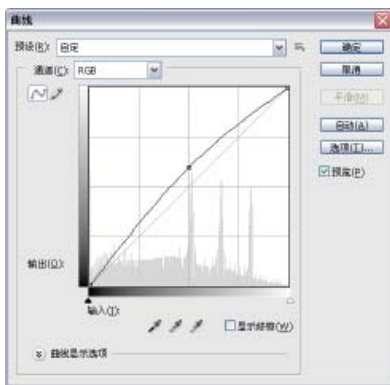 曲线
预设(R): 自定
确定
通道(C): RGB
取消
平滑(M)
自动(A)
选项(T)...
预览(P)
输出(O):
输入(I):
显示修剪(W)
曲线显示选项